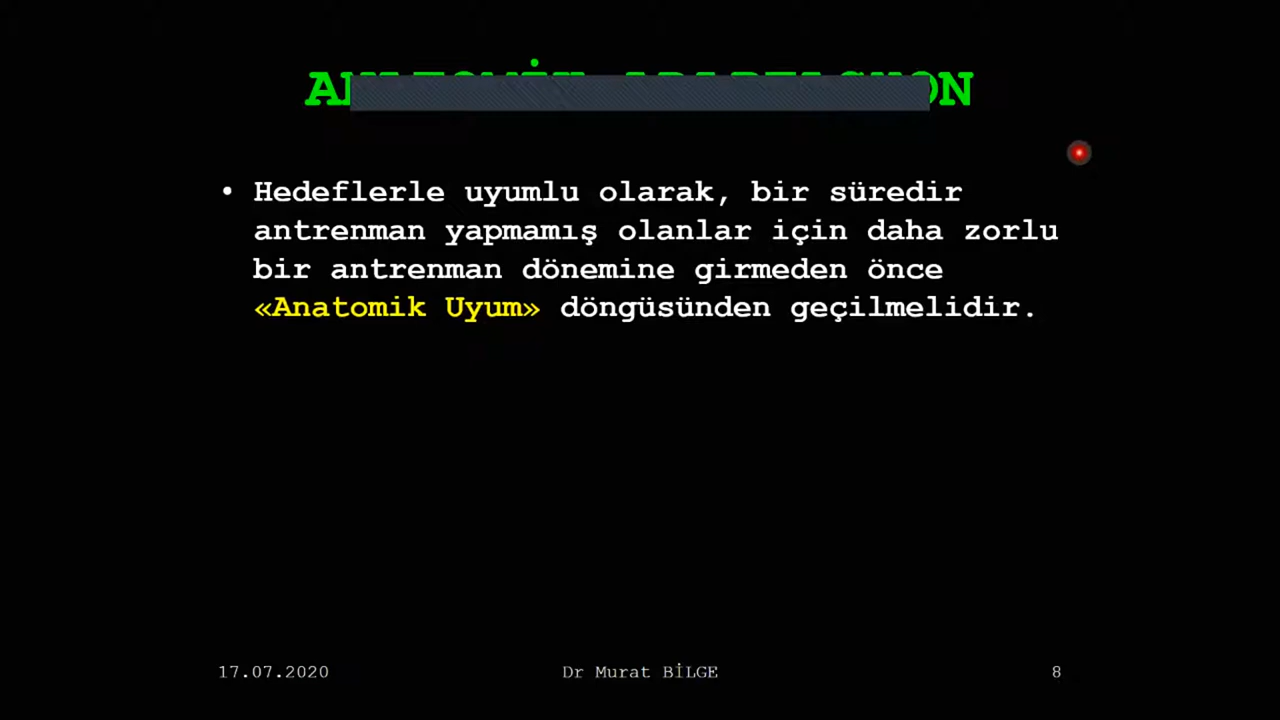 • Hedeflerle uyumlu olarak, bir süredir
antrenman yapmamış olanlar için daha zorlu
bir antrenman dönemine girmeden önce
«Anatomik Uyum» döngüsünden geçilmelidir.
17.07.2020 Dr Murat BİLGE 8